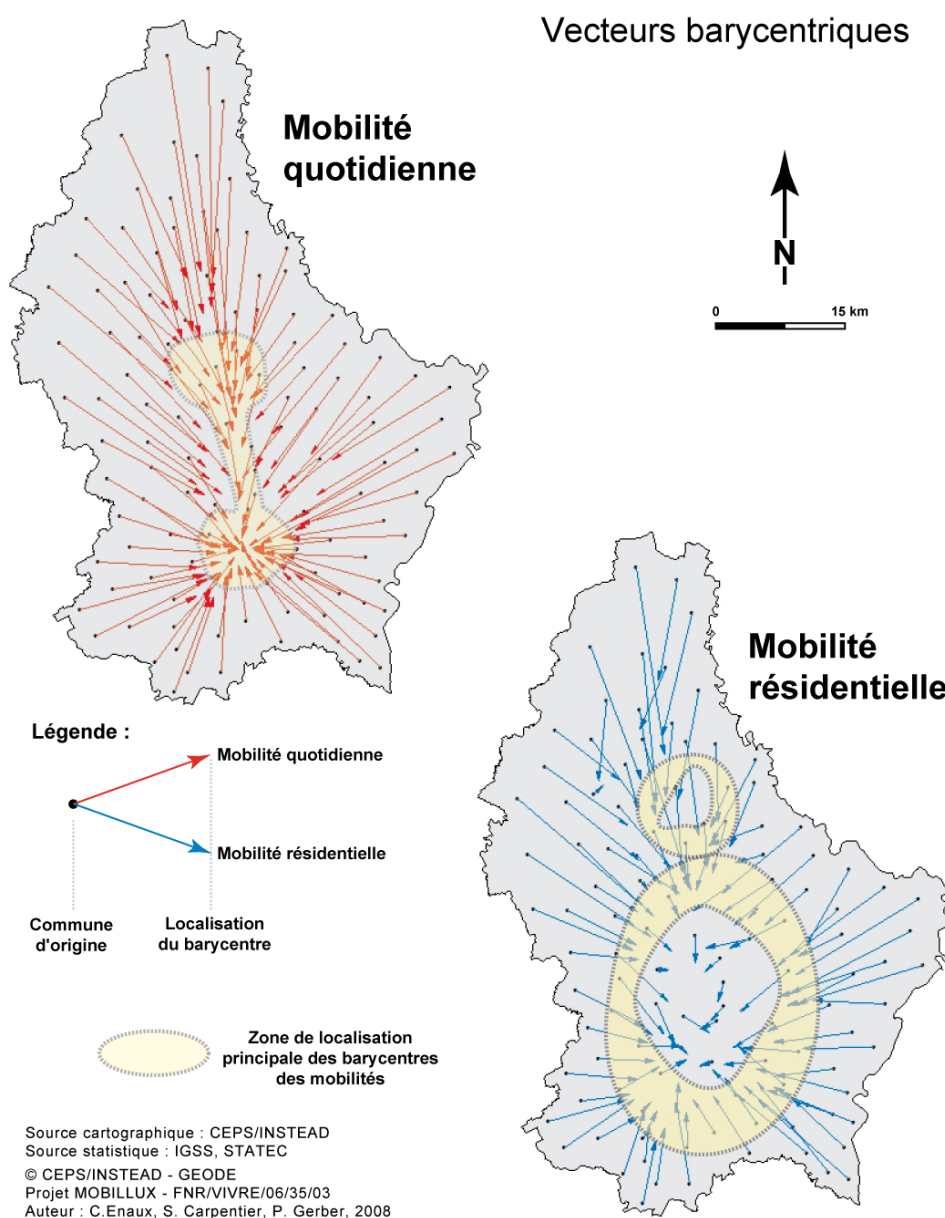 Vecteurs barycentriques
Mobilité
quotidienne
N
0 15 km
Mobilité
résidentielle
Légende :
Mobilité quotidienne
Mobilité résidentielle
Commune
d'origine
Localisation
du barycentre
Zone de localisation
principale des barycentres
des mobilités
Source cartographique : CEPS/INSTEAD
Source statistique : IGSS, STATEC
© CEPS/INSTEAD - GEODE
Projet MOBILLUX - FNR/VIVRE/06/35/03
Auteur : C.Enaux, S. Carpentier, P. Gerber, 2008